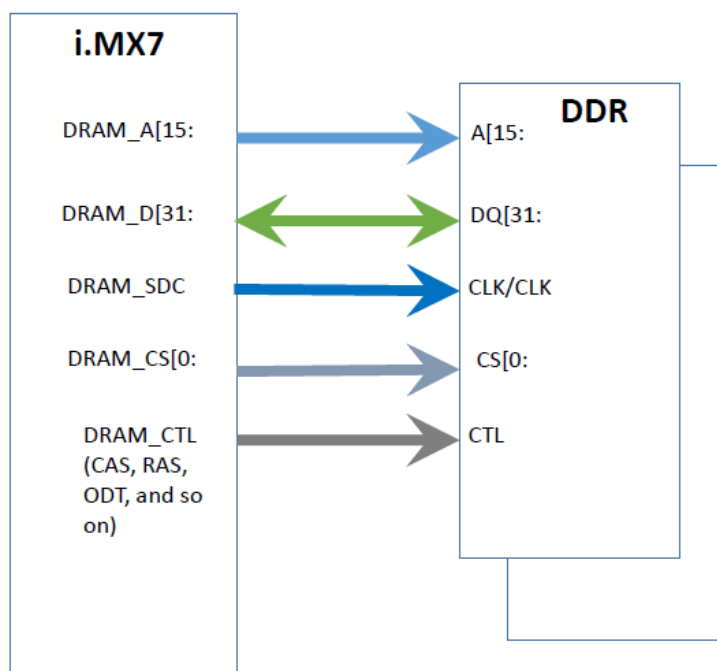 i.MX7
DDR
DRAM_A[15:
A[15:
DRAM_D[31:
DQ[31:
DRAM_SDC
CLK/CLK
DRAM_CS[0:
CS[0:
DRAM_CTL
(CAS, RAS,
ODT, and so
on)
CTL